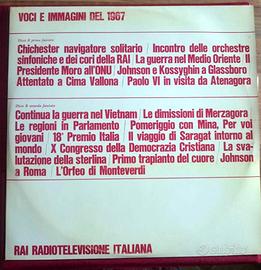 VOCI E IMMAGINI DEL 1967
Disco A prima facciata
Chichester navigatore solitario / Incontro delle orchestre
sinfoniche e dei cori della RAI / La guerra nel Medio Oriente / Il
Presidente Moro all'ONU / Johnson e Kossyghin a Glassboro
Attentato a Cima Vallona / Paolo VI in visita da Atenagora
seconda facciata
Continua la guerra nel Vietnam / Le dimissioni di Merzagora
Le regioni in Parlamento / Pomeriggio con Mina, Per voi
giovani / 18° Premio Italia / Il viaggio di Saragat intorno al
mondo / X Congresso della Democrazia Cristiana / La sva-
lutazione della sterlina / Primo trapianto del cuore / Johnson
a Roma / L'Orfeo di Monteverdi
RAI RADIOTELEVISIONE ITALIANA
subito